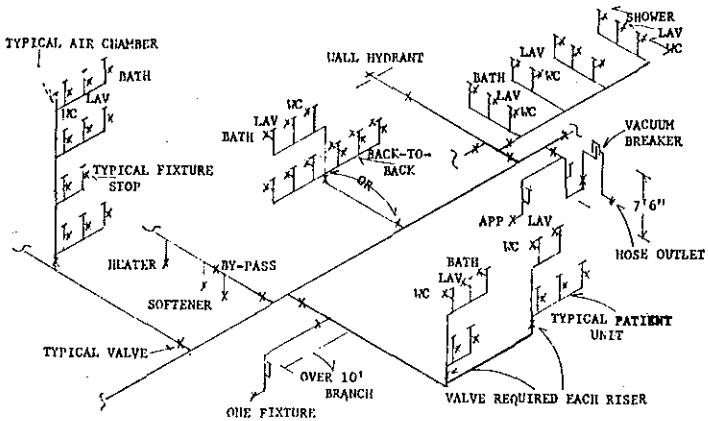 SHOWER
LAV
WC
TYPICAL AIR CHAMBER
WALL HYDRANT
BATH
LAV
WC
BATH
WC
LAV
WC
WC
LAV
BATH
VACUUM
BREAKER
BACK-TO-
BACK
TYPICAL FIXTURE
STOP
OR
7'6"
APP
LAV
WC
HOSE OUTLET
HEATER
BY-PASS
BATH
LAV
WC
SOFTENER
TYPICAL PATIENT
UNIT
TYPICAL VALVE
OVER 10'
BRANCH
VALVE REQUIRED EACH RISER
ONE FIXTURE